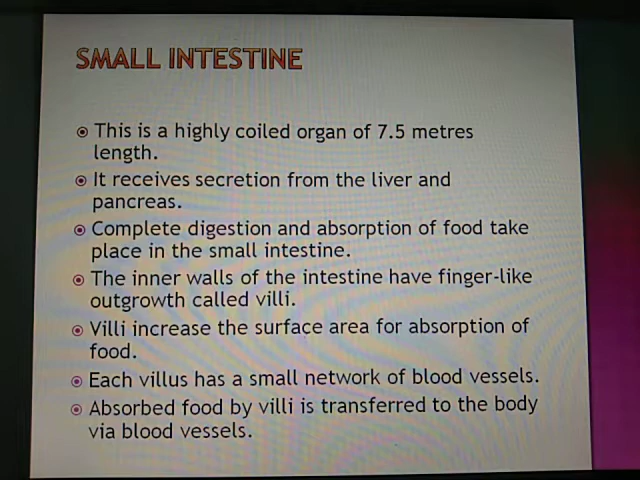 SMALL INTESTINE
This is a highly coiled organ of 7.5 metres
length.
It receives secretion from the liver and
pancreas.
Complete digestion and absorption of food take
place in the small intestine.
The inner walls of the intestine have finger-like
outgrowth called villi.
Villi increase the surface area for absorption of
food.
Each villus has a small network of blood vessels.
Absorbed food by villi is transferred to the body
via blood vessels.